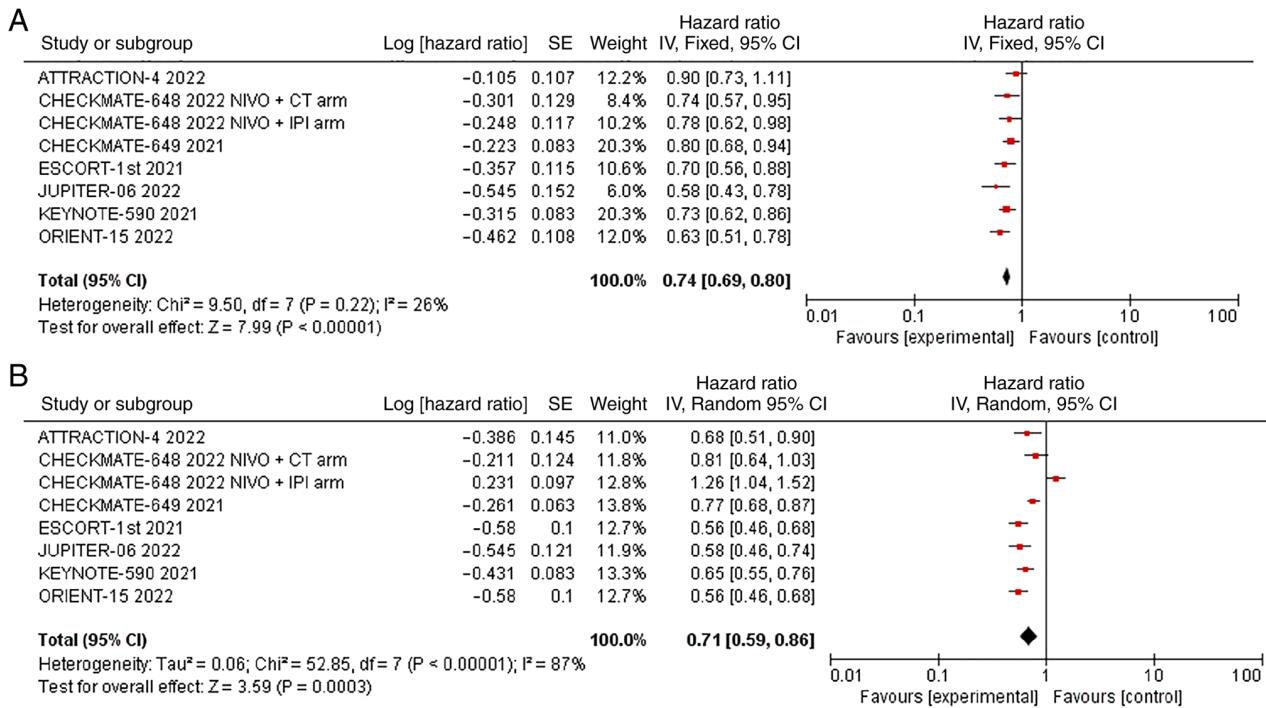 A
Hazard ratio Hazard ratio
Study or subgroup Log [hazard ratio] SE Weight IV, Fixed, 95% CI IV, Fixed, 95% CI
ATTRACTION-4 2022 −0.105 0.107 12.2% 0.90 [0.73, 1.11]
CHECKMATE-648 2022 NIVO + CT arm −0.301 0.129 8.4% 0.74 [0.57, 0.95]
CHECKMATE-648 2022 NIVO + IPI arm −0.248 0.117 10.2% 0.78 [0.62, 0.98]
CHECKMATE-649 2021 −0.223 0.083 20.3% 0.80 [0.68, 0.94]
ESCORT-1st 2021 −0.357 0.115 10.6% 0.70 [0.56, 0.88]
JUPITER-06 2022 −0.545 0.152 6.0% 0.58 [0.43, 0.78]
KEYNOTE-590 2021 −0.315 0.083 20.3% 0.73 [0.62, 0.86]
ORIENT-15 2022 −0.462 0.108 12.0% 0.63 [0.51, 0.78]
Total (95% CI) 100.0% 0.74 [0.69, 0.80]
Heterogeneity: Chi² = 9.50, df = 7 (P = 0.22); I² = 26%
Test for overall effect: Z = 7.99 (P < 0.00001)
0.01 0.1 1 10 100
Favours [experimental] Favours [control]
B
Hazard ratio Hazard ratio
Study or subgroup Log [hazard ratio] SE Weight IV, Random 95% CI IV, Random, 95% CI
ATTRACTION-4 2022 −0.386 0.145 11.0% 0.68 [0.51, 0.90]
CHECKMATE-648 2022 NIVO + CT arm −0.211 0.124 11.8% 0.81 [0.64, 1.03]
CHECKMATE-648 2022 NIVO + IPI arm 0.231 0.097 12.8% 1.26 [1.04, 1.52]
CHECKMATE-649 2021 −0.261 0.063 13.8% 0.77 [0.68, 0.87]
ESCORT-1st 2021 −0.58 0.1 12.7% 0.56 [0.46, 0.68]
JUPITER-06 2022 −0.545 0.121 11.9% 0.58 [0.46, 0.74]
KEYNOTE-590 2021 −0.431 0.083 13.3% 0.65 [0.55, 0.76]
ORIENT-15 2022 −0.58 0.1 12.7% 0.56 [0.46, 0.68]
Total (95% CI) 100.0% 0.71 [0.59, 0.86]
Heterogeneity: Tau² = 0.06; Chi² = 52.85, df = 7 (P < 0.00001); I² = 87%
Test for overall effect: Z = 3.59 (P = 0.0003)
0.01 0.1 1 10 100
Favours [experimental] Favours [control]